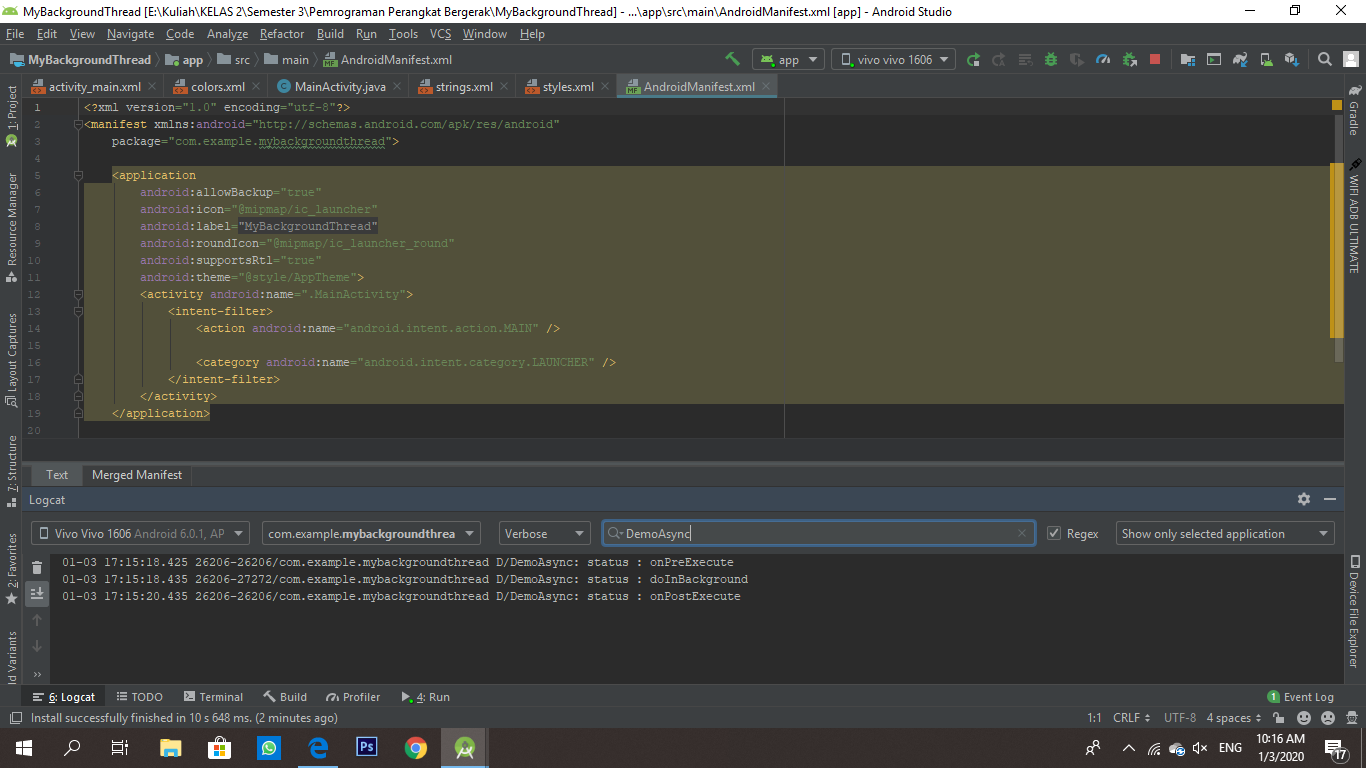 MyBackgroundThread [E:\Kuliah\KELAS 2\Semester 3\Pemrograman Perangkat Bergerak\MyBackgroundThread] - ...\app\src\main\AndroidManifest.xml [app] - Android Studio
File Edit View Navigate Code Analyze Refactor Build Run Tools VCS Window Help
MyBackgroundThread app src main AndroidManifest.xml app vivo vivo 1606
activity_main.xml colors.xml MainActivity.java strings.xml styles.xml AndroidManifest.xml
1: Project
Resource Manager
Layout Captures
7: Structure
2: Favorites
ld Variants
1 <?xml version="1.0" encoding="utf-8"?>
2 <manifest xmlns:android="http://schemas.android.com/apk/res/android"
3 package="com.example.mybackgroundthread">
4
5 <application
6 android:allowBackup="true"
7 android:icon="@mipmap/ic_launcher"
8 android:label="MyBackgroundThread"
9 android:roundIcon="@mipmap/ic_launcher_round"
10 android:supportsRtl="true"
11 android:theme="@style/AppTheme">
12 <activity android:name=".MainActivity">
13 <intent-filter>
14 <action android:name="android.intent.action.MAIN" />
15
16 <category android:name="android.intent.category.LAUNCHER" />
17 </intent-filter>
18 </activity>
19 </application>
20
Gradle
WIFI ADB ULTIMATE
Device File Explorer
Text Merged Manifest
Logcat
Vivo Vivo 1606 Android 6.0.1, AP com.example.mybackgroundthrea Verbose DemoAsync Regex Show only selected application
01-03 17:15:18.425 26206-26206/com.example.mybackgroundthread D/DemoAsync: status : onPreExecute
01-03 17:15:18.435 26206-27272/com.example.mybackgroundthread D/DemoAsync: status : doInBackground
01-03 17:15:20.435 26206-26206/com.example.mybackgroundthread D/DemoAsync: status : onPostExecute
6: Logcat TODO Terminal Build Profiler 4: Run 1 Event Log
Install successfully finished in 10 s 648 ms. (2 minutes ago) 1:1 CRLF UTF-8 4 spaces
Ps ENG 10:16 AM
1/3/2020 17